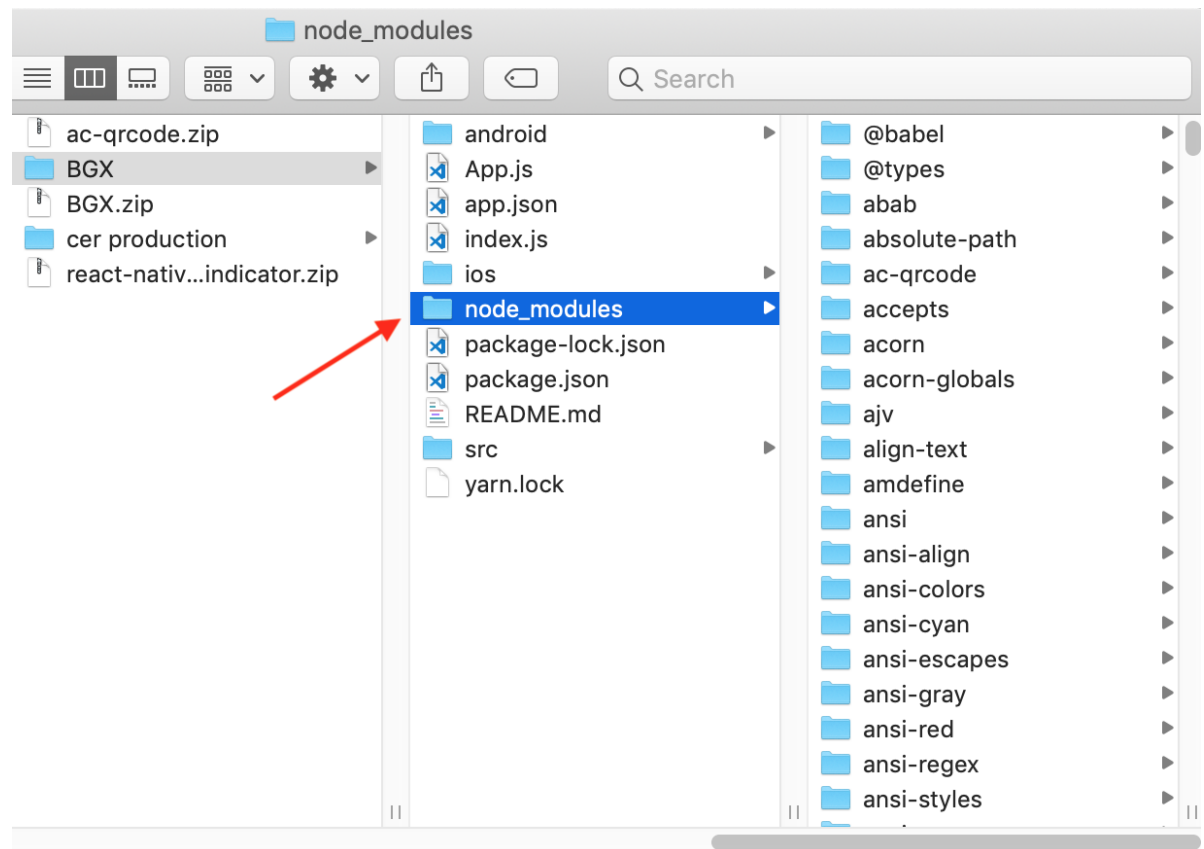 node_modules
Search
ac-qrcode.zip
BGX
BGX.zip
cer production
react-nativ...indicator.zip
android
App.js
app.json
index.js
ios
node_modules
package-lock.json
package.json
README.md
src
yarn.lock
@babel
@types
abab
absolute-path
ac-qrcode
accepts
acorn
acorn-globals
ajv
align-text
amdefine
ansi
ansi-align
ansi-colors
ansi-cyan
ansi-escapes
ansi-gray
ansi-red
ansi-regex
ansi-styles